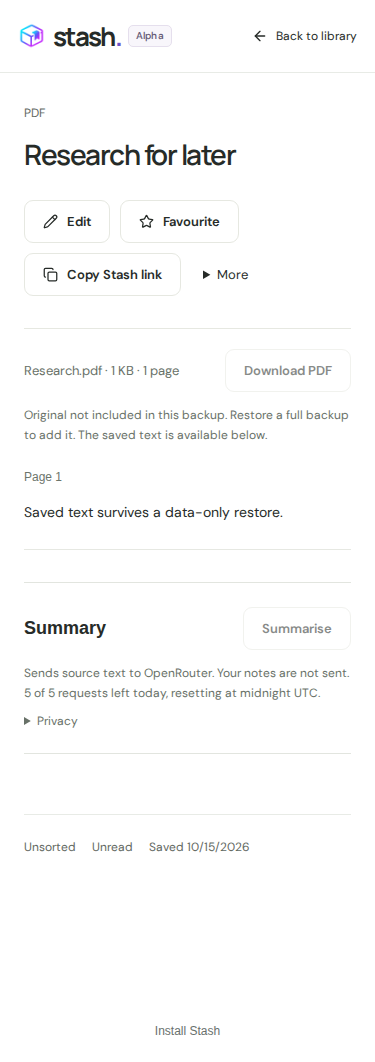 stash. Alpha Back to library
PDF
Research for later
Edit Favourite
Copy Stash link More
Research.pdf · 1 KB · 1 page Download PDF
Original not included in this backup. Restore a full backup
to add it. The saved text is available below.
Page 1
Saved text survives a data-only restore.
Summary Summarise
Sends source text to OpenRouter. Your notes are not sent.
5 of 5 requests left today, resetting at midnight UTC.
Privacy
Unsorted Unread Saved 10/15/2026
Install Stash